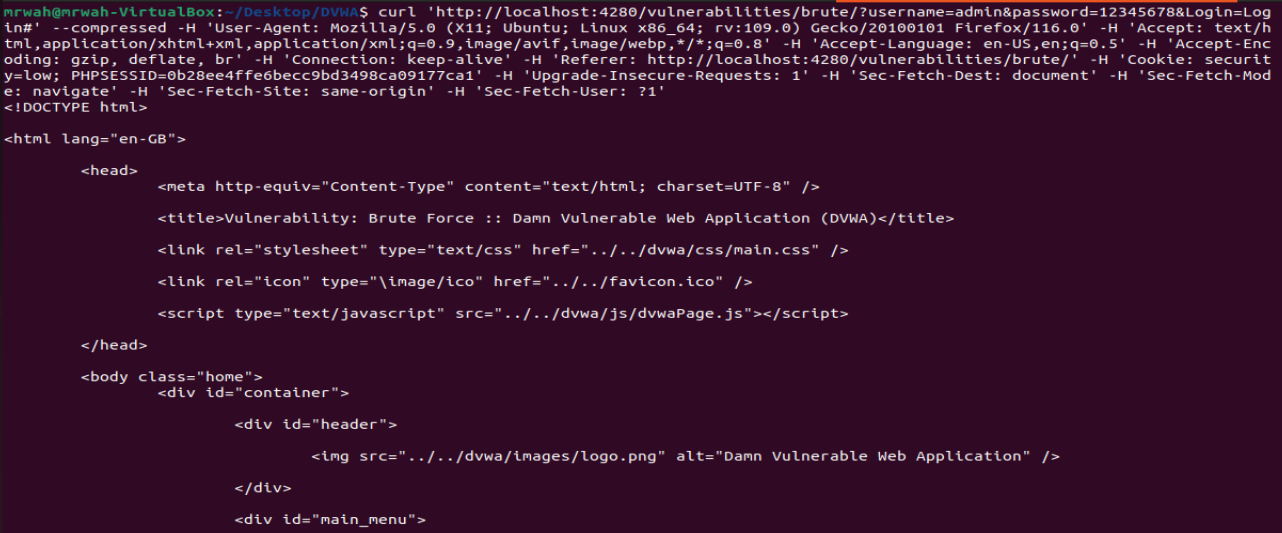 mrwah@mrwah-VirtualBox:~/Desktop/DVWA$ curl 'http://localhost:4280/vulnerabilities/brute/?username=admin&password=12345678&Login=Log
in#' --compressed -H 'User-Agent: Mozilla/5.0 (X11; Ubuntu; Linux x86_64; rv:109.0) Gecko/20100101 Firefox/116.0' -H 'Accept: text/h
tml,application/xhtml+xml,application/xml;q=0.9,image/avif,image/webp,*/*;q=0.8' -H 'Accept-Language: en-US,en;q=0.5' -H 'Accept-Enc
oding: gzip, deflate, br' -H 'Connection: keep-alive' -H 'Referer: http://localhost:4280/vulnerabilities/brute/' -H 'Cookie: securit
y=low; PHPSESSID=0b28ee4ffe6becc9bd3498ca09177ca1' -H 'Upgrade-Insecure-Requests: 1' -H 'Sec-Fetch-Dest: document' -H 'Sec-Fetch-Mod
e: navigate' -H 'Sec-Fetch-Site: same-origin' -H 'Sec-Fetch-User: ?1'
<!DOCTYPE html>
<html lang="en-GB">
<head>
<meta http-equiv="Content-Type" content="text/html; charset=UTF-8" />
<title>Vulnerability: Brute Force :: Damn Vulnerable Web Application (DVWA)</title>
<link rel="stylesheet" type="text/css" href="../../dvwa/css/main.css" />
<link rel="icon" type="\image/ico" href="../../favicon.ico" />
<script type="text/javascript" src="../../dvwa/js/dvwaPage.js"></script>
</head>
<body class="home">
<div id="container">
<div id="header">
<img src="../../dvwa/images/logo.png" alt="Damn Vulnerable Web Application" />
</div>
<div id="main_menu">